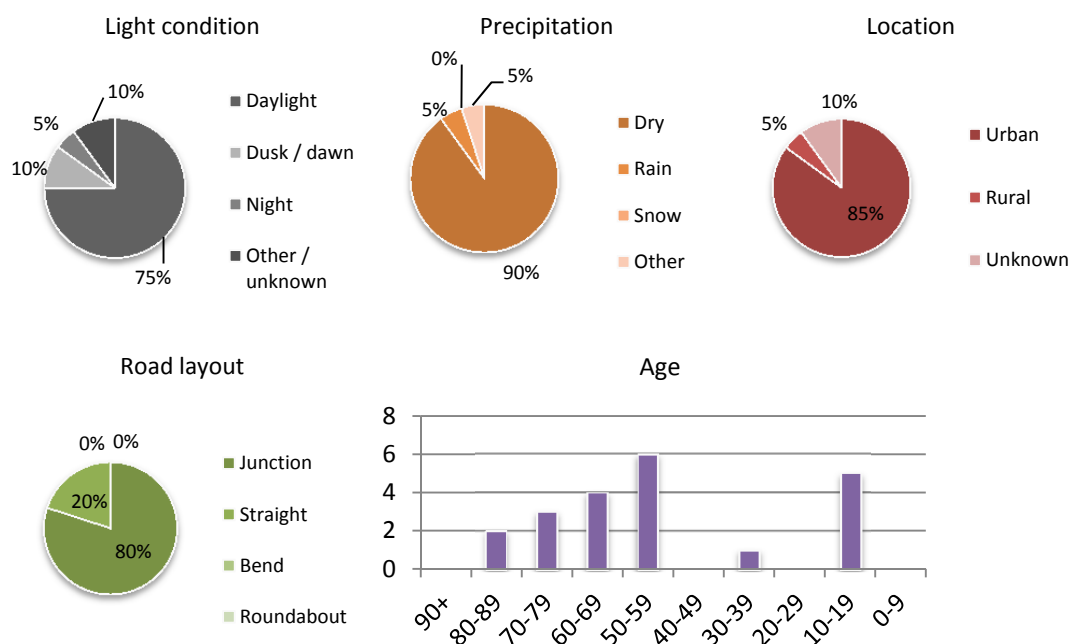 Light condition
10%
5%
10%
75%
Daylight
Dusk / dawn
Night
Other /
unknown
Precipitation
0%
5%
5%
90%
Dry
Rain
Snow
Other
Location
10%
5%
85%
Urban
Rural
Unknown
Road layout
0% 0%
20%
80%
Junction
Straight
Bend
Roundabout
Age
8
6
4
2
0
90+ 80-89 70-79 60-69 50-59 40-49 30-39 20-29 10-19 0-9